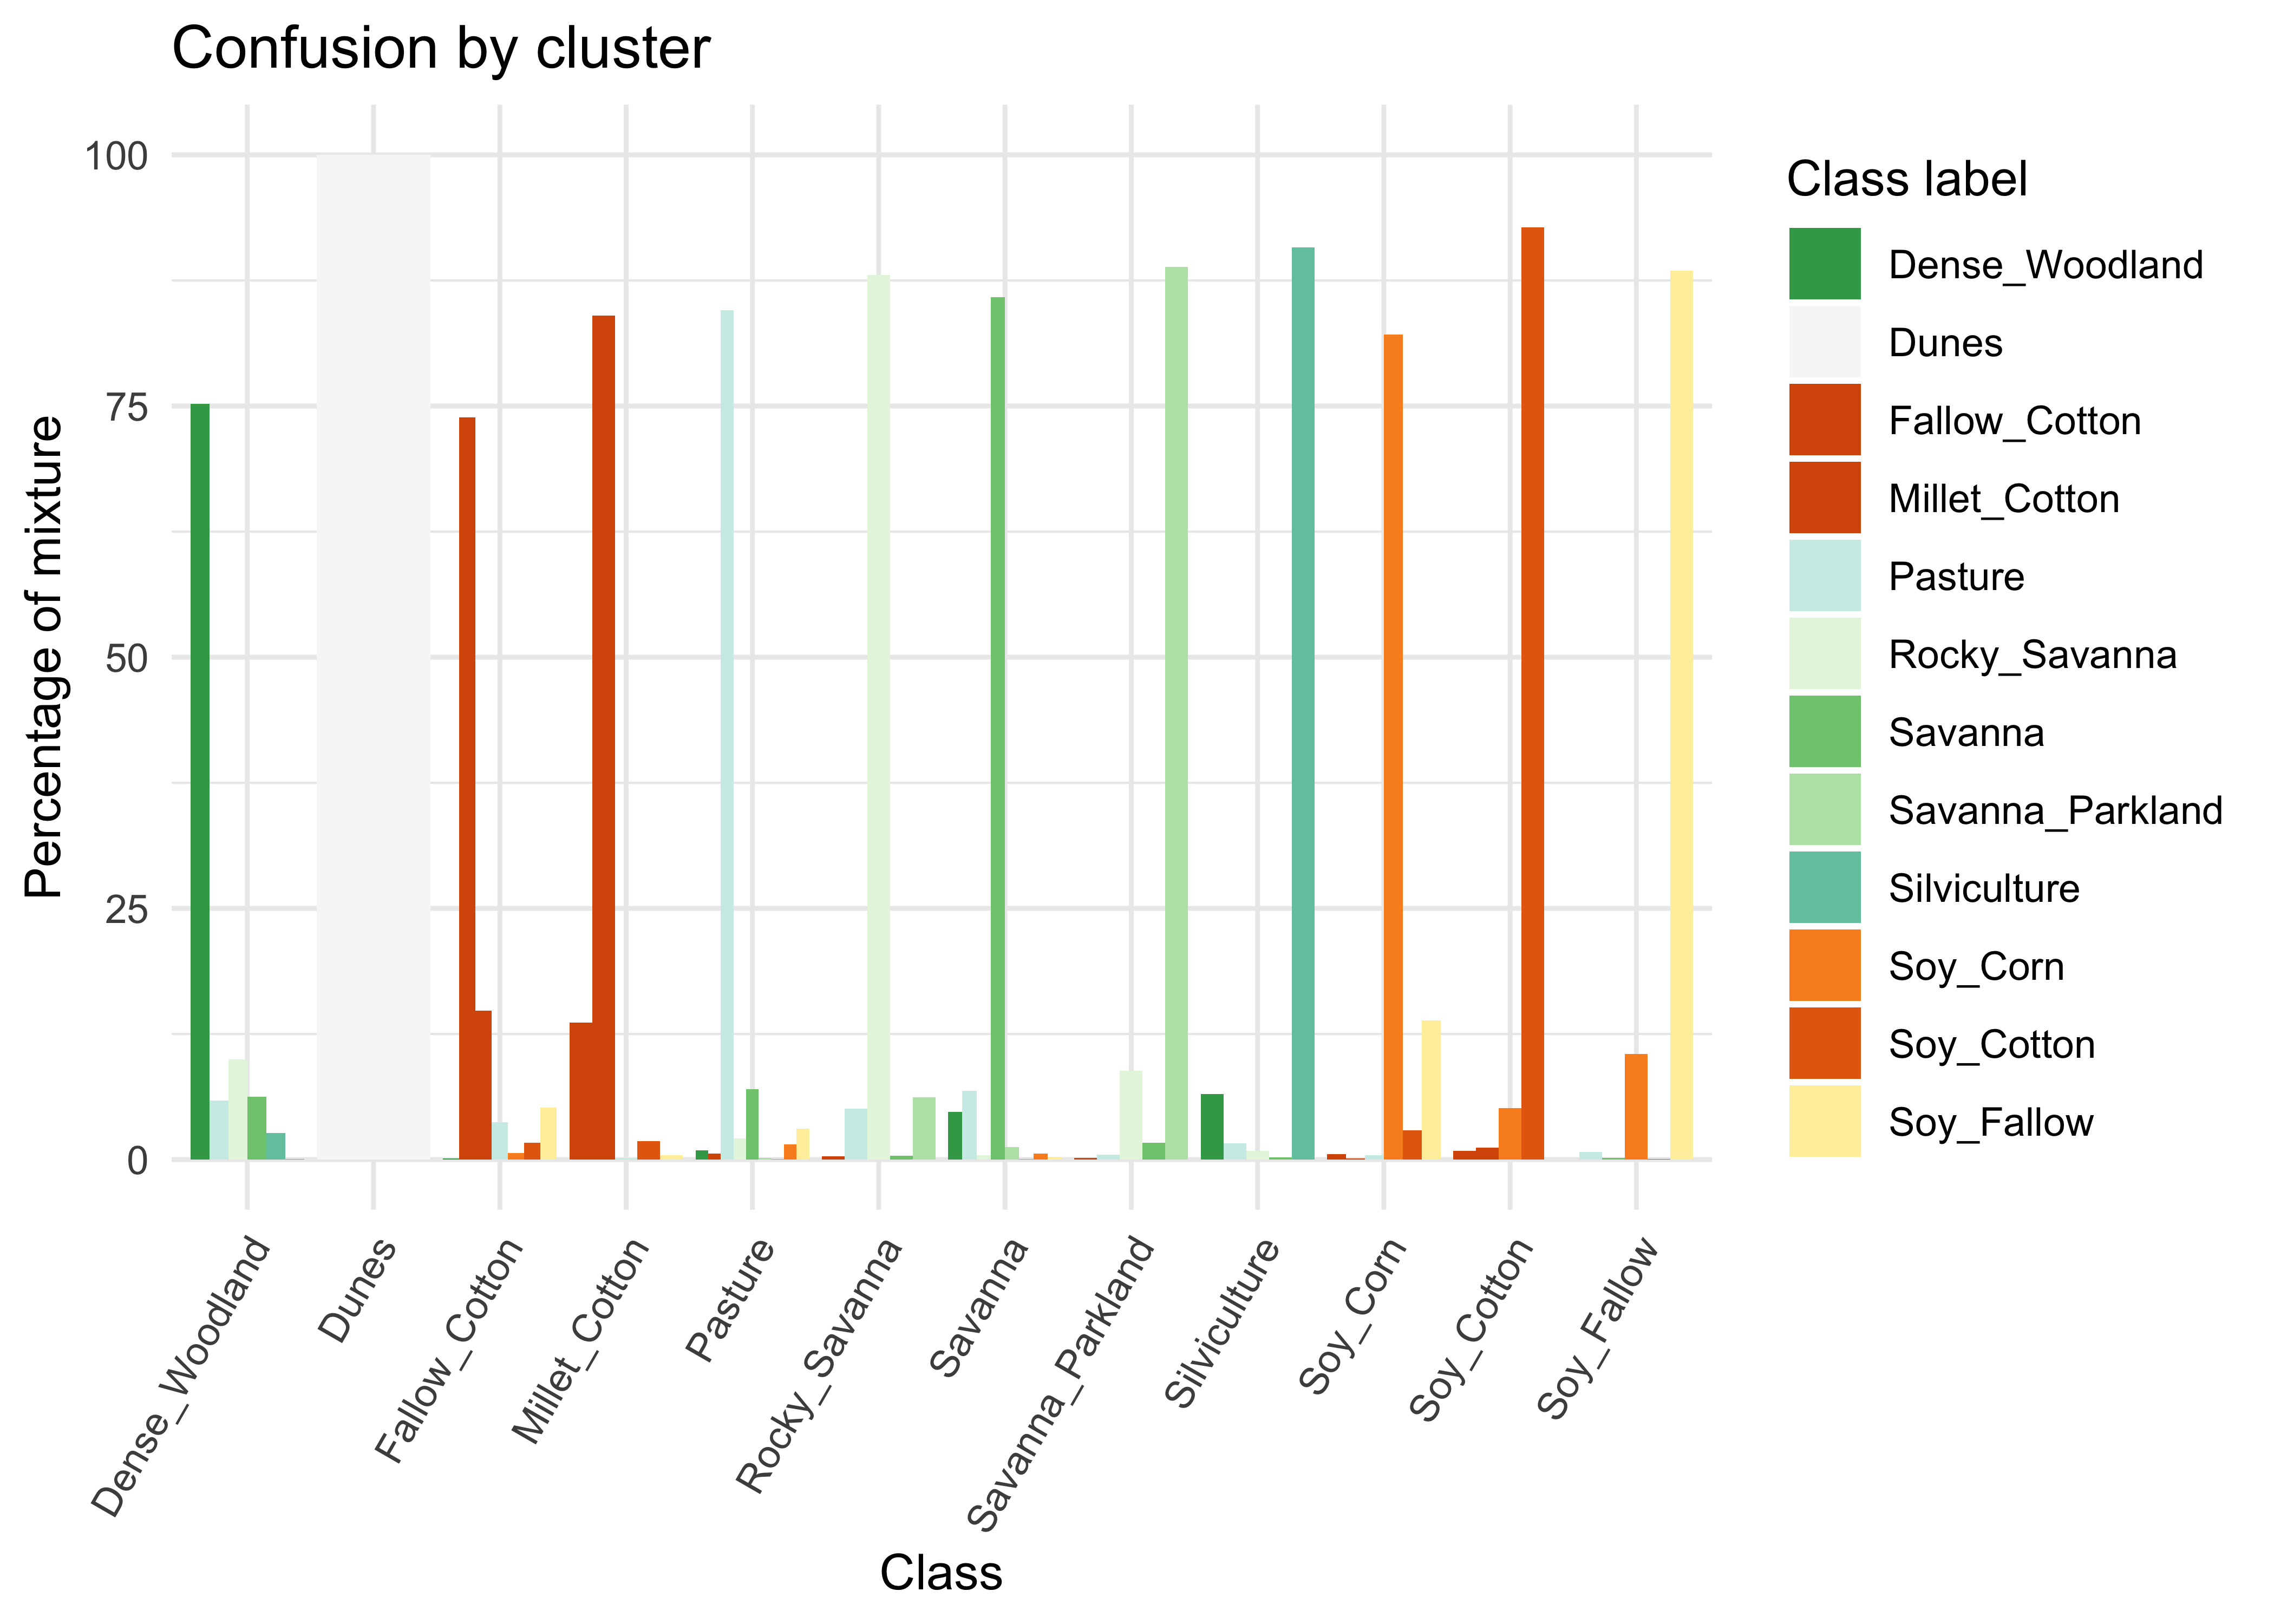 Confusion by cluster
Percentage of mixture
100
75
50
25
0
Dense_Woodland
Dunes
Fallow_Cotton
Millet_Cotton
Pasture
Rocky_Savanna
Savanna
Savanna_Parkland
Silviculture
Soy_Corn
Soy_Cotton
Soy_Fallow
Class
Class label
Dense_Woodland
Dunes
Fallow_Cotton
Millet_Cotton
Pasture
Rocky_Savanna
Savanna
Savanna_Parkland
Silviculture
Soy_Corn
Soy_Cotton
Soy_Fallow